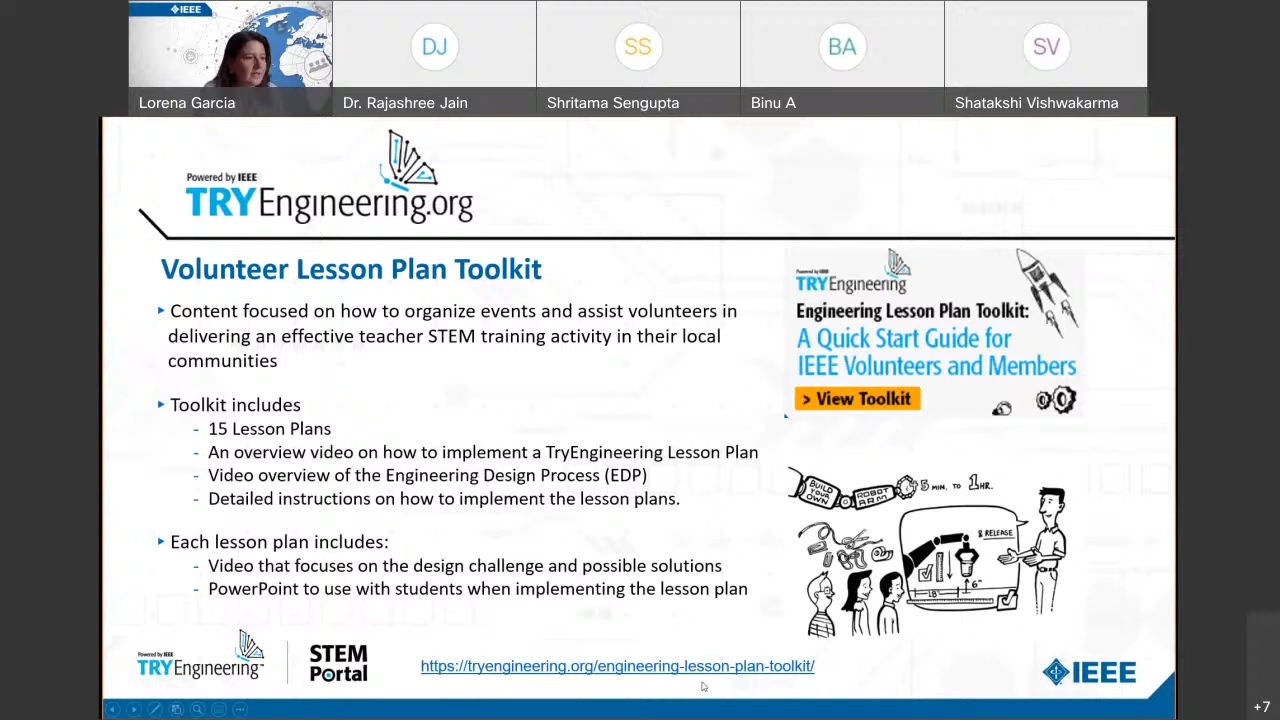 IEEE
DJ
SS
BA
SV
Lorena Garcia
Dr. Rajashree Jain
Shritama Sengupta
Binu A
Shatakshi Vishwakarma
Powered by IEEE
TRYEngineering.org
Volunteer Lesson Plan Toolkit
Content focused on how to organize events and assist volunteers in
delivering an effective teacher STEM training activity in their local
communities
Toolkit includes
- 15 Lesson Plans
- An overview video on how to implement a TryEngineering Lesson Plan
- Video overview of the Engineering Design Process (EDP)
- Detailed instructions on how to implement the lesson plans.
Each lesson plan includes:
- Video that focuses on the design challenge and possible solutions
- PowerPoint to use with students when implementing the lesson plan
Powered by IEEE
TRYEngineering
Engineering Lesson Plan Toolkit:
A Quick Start Guide for
IEEE Volunteers and Members
> View Toolkit
BUILD
YOUR
OWN
ROBOT
ARM
5 MIN. TO 1HR.
& RELEASE
6"
18"
Powered by IEEE
TRYEngineering™
STEM
Portal
https://tryengineering.org/engineering-lesson-plan-toolkit/
IEEE
+7